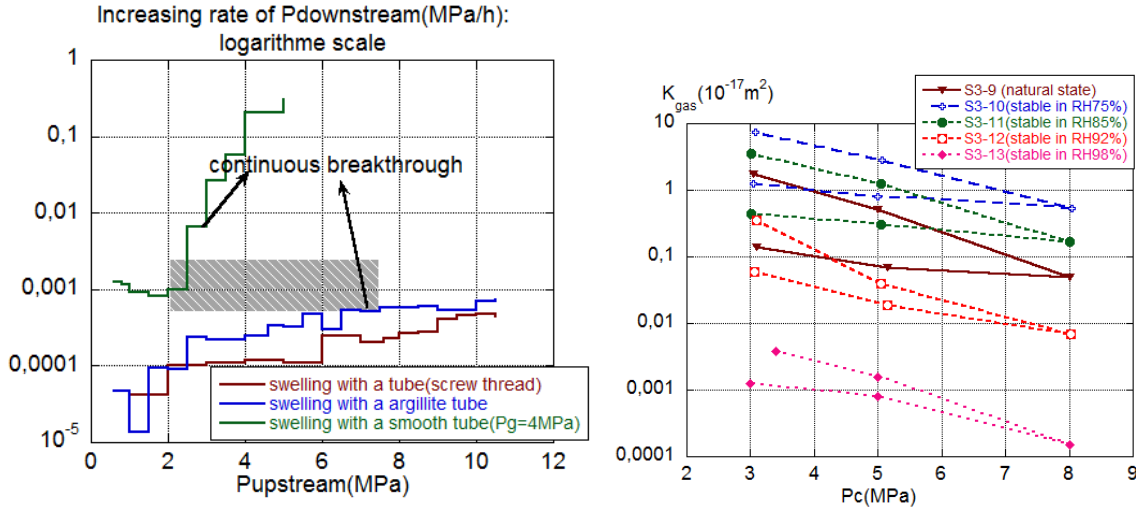 Increasing rate of Pdownstream(MPa/h):
logarithme scale
1
0,1
0,01
0,001
0,0001
10-5
continuous breakthrough
swelling with a tube(screw thread)
swelling with a argillite tube
swelling with a smooth tube(Pg=4MPa)
0 2 4 6 8 10 12
Pupstream(MPa)
K gas (10-17m2)
S3-9 (natural state)
S3-10(stable in RH75%)
S3-11(stable in RH85%)
S3-12(stable in RH92%)
S3-13(stable in RH98%)
10
1
0,1
0,01
0,001
0,0001
2 3 4 5 6 7 8 9
Pc(MPa)